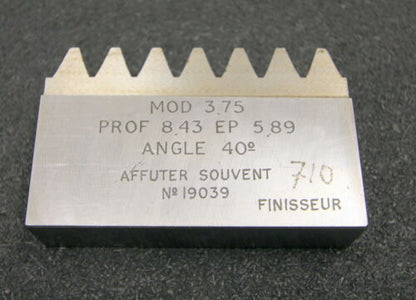 MOD 3,75
PROF 8,43 EP 5,89
ANGLE 40º
AFFUTER SOUVENT 710
Nº 19039
FINISSEUR